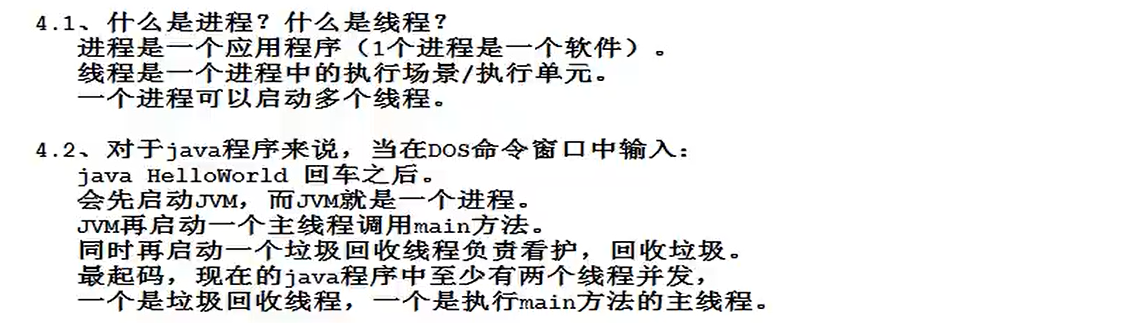 4.1、什么是进程？什么是线程？
进程是一个应用程序（1个进程是一个软件）。
线程是一个进程中的执行场景/执行单元。
一个进程可以启动多个线程。
4.2、对于java程序来说，当在DOS命令窗口中输入：
java HelloWorld 回车之后。
会先启动JVM，而JVM就是一个进程。
JVM再启动一个主线程调用main方法。
同时再启动一个垃圾回收线程负责看护，回收垃圾。
最起码，现在的java程序中至少有两个线程并发，
一个是垃圾回收线程，一个是执行main方法的主线程。